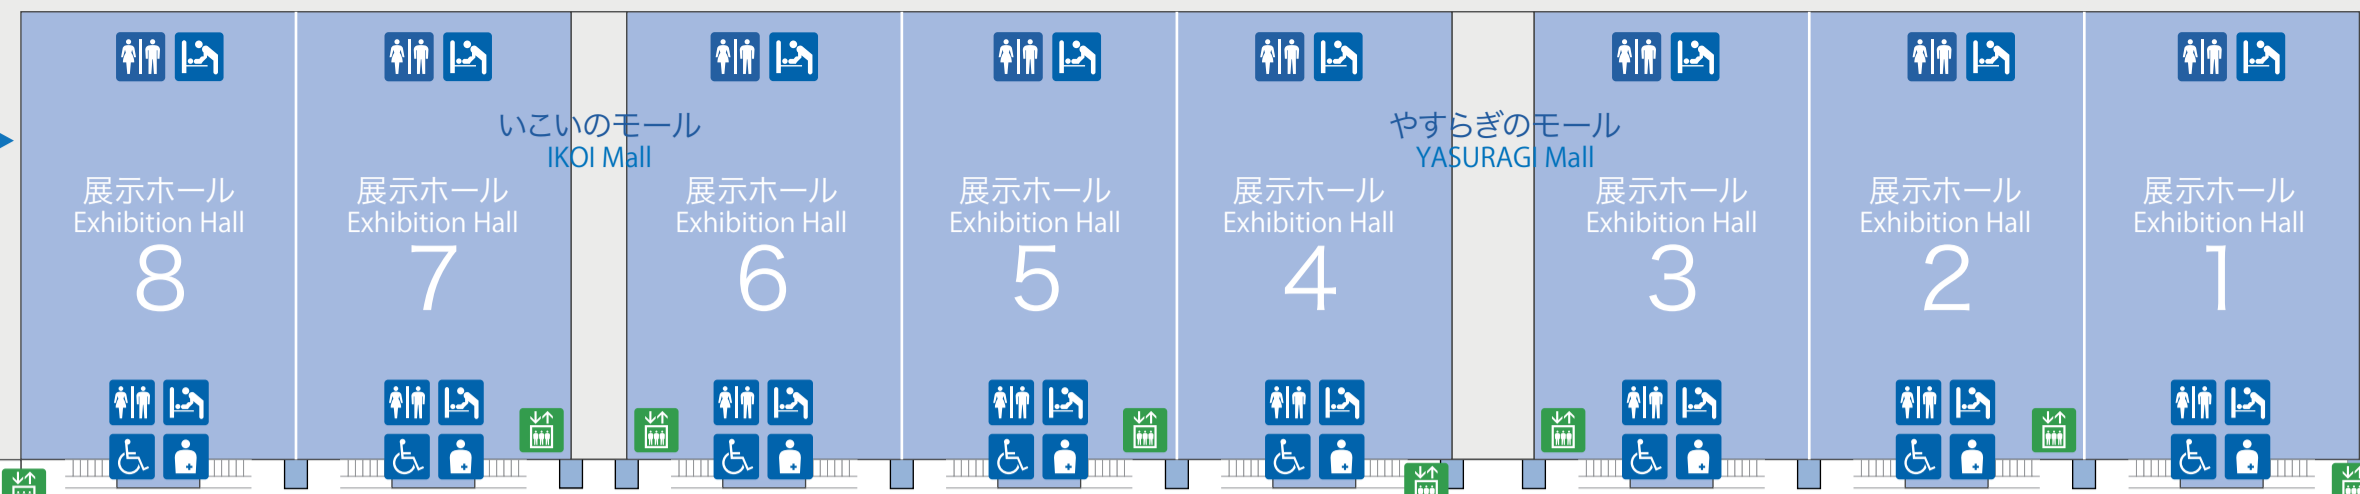 いこいのモール
IKOI Mall
やすらぎのモール
YASURAGI Mall
展示ホール
Exhibition Hall
8
展示ホール
Exhibition Hall
7
展示ホール
Exhibition Hall
6
展示ホール
Exhibition Hall
5
展示ホール
Exhibition Hall
4
展示ホール
Exhibition Hall
3
展示ホール
Exhibition Hall
2
展示ホール
Exhibition Hall
1